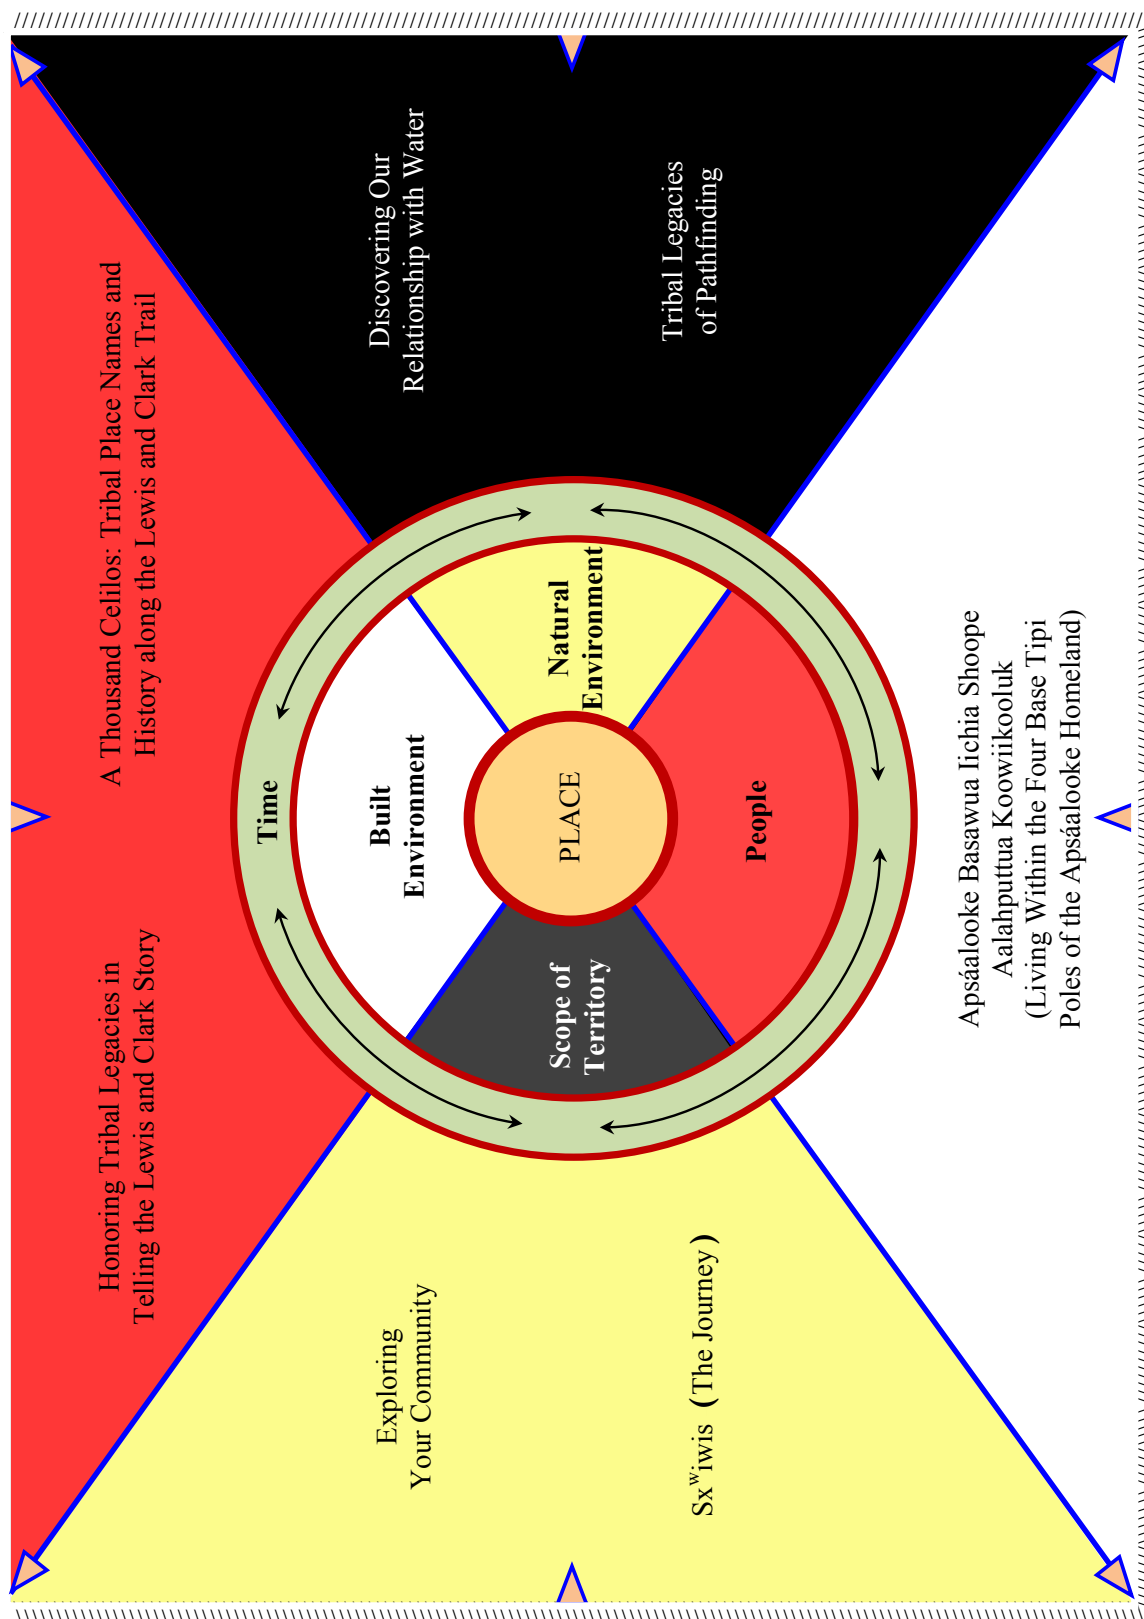 Honoring Tribal Legacies in
Telling the Lewis and Clark Story
A Thousand Celilos: Tribal Place Names and
History along the Lewis and Clark Trail
Time
Exploring
Your Community
Built
Environment
Discovering Our
Relationship with Water
Scope of
Territory
PLACE
Natural
Environment
Sxʷiwis (The Journey)
People
Tribal Legacies
of Pathfinding
Apsáalooke Basawua Iichia Shoope
Aalahputtua Koowiikooluk
(Living Within the Four Base Tipi
Poles of the Apsáalooke Homeland)